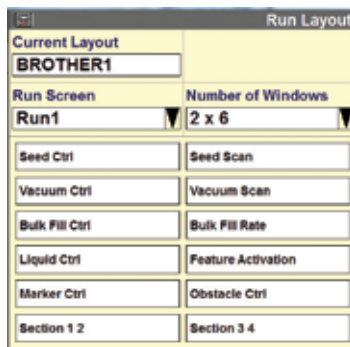 Run Layout
Current Layout
BROTHER1
Run Screen Number of Windows
Run1 2 x 6
Seed Ctrl Seed Scan
Vacuum Ctrl Vacuum Scan
Bulk Fill Ctrl Bulk Fill Rate
Liquid Ctrl Feature Activation
Marker Ctrl Obstacle Ctrl
Section 1 2 Section 3 4